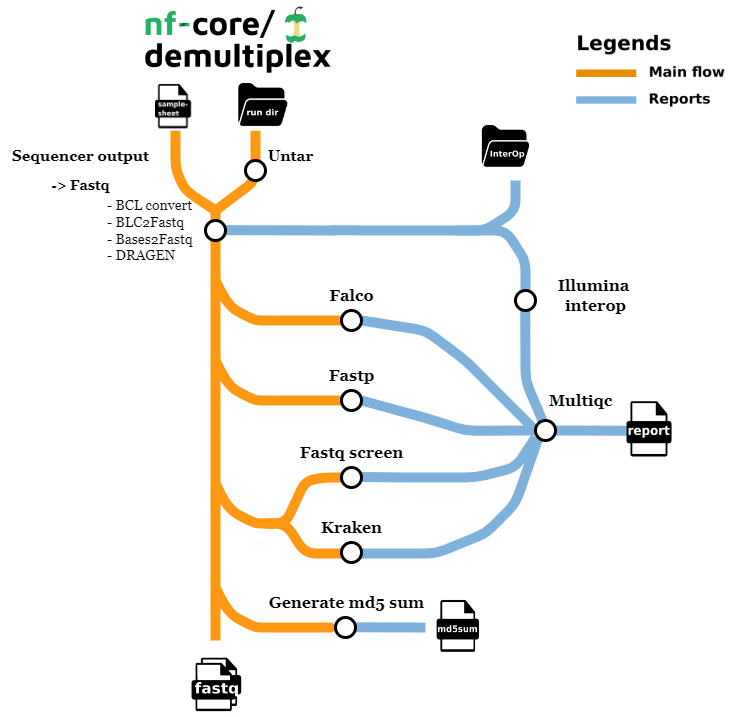 nf-core/
demultiplex
Legends
Main flow
Reports
sample-
sheet
run dir
InterOp
Sequencer output
Untar
-> Fastq
- BCL convert
- BLC2Fastq
- Bases2Fastq
- DRAGEN
Illumina
interop
Falco
Fastp
Multiqc
report
Fastq screen
Kraken
Generate md5 sum
md5sum
fastq